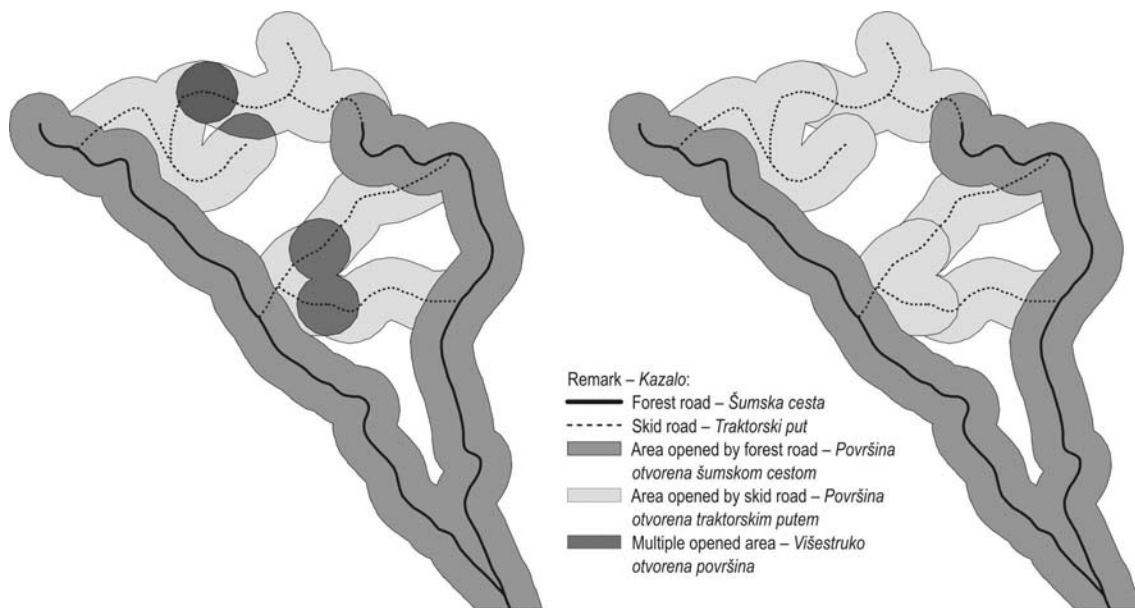 Remark – Kazalo:
Forest road – Šumska cesta
Skid road – Traktorski put
Area opened by forest road – Površina
otvorena šumskom cestom
Area opened by skid road – Površina
otvorena traktorskim putem
Multiple opened area – Višestruko
otvorena površina